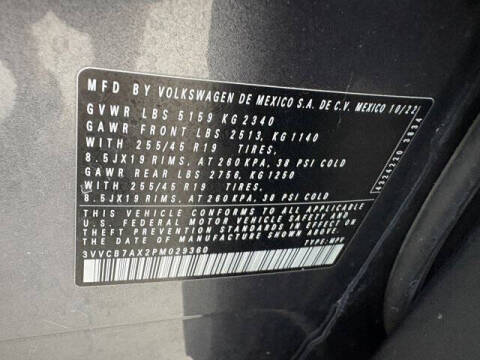 MFD BY VOLKSWAGEN DE MEXICO S.A. DE C.V. MEXICO 10/22
GVWR LBS 5159 KG 2340
GAWR FRONT LBS 2513, KG 1140
WITH 255/45 R19 TIRES,
8.5JX19 RIMS, AT 260 KPA, 38 PSI COLD
GAWR REAR LBS 2756, KG 1250
WITH 255/45 R19 TIRES,
8.5JX19 RIMS, AT 260 KPA, 38 PSI COLD
THIS VEHICLE CONFORMS TO ALL APPLICABLE
U.S. FEDERAL MOTOR VEHICLE SAFETY AND
THEFT PREVENTION STANDARDS IN EFFECT ON
THE DATE OF MANUFACTURE SHOWN ABOVE.
3VVCB7AX2PM029360 TYPE: MPV